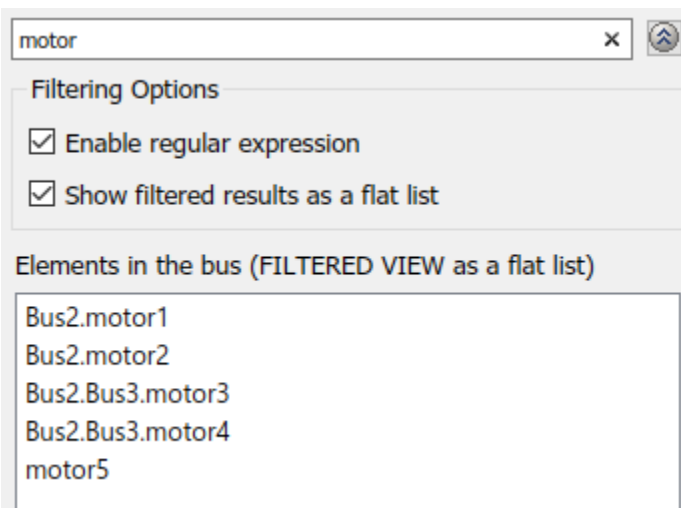 motor
Filtering Options
Enable regular expression
Show filtered results as a flat list
Elements in the bus (FILTERED VIEW as a flat list)
Bus2.motor1
Bus2.motor2
Bus2.Bus3.motor3
Bus2.Bus3.motor4
motor5